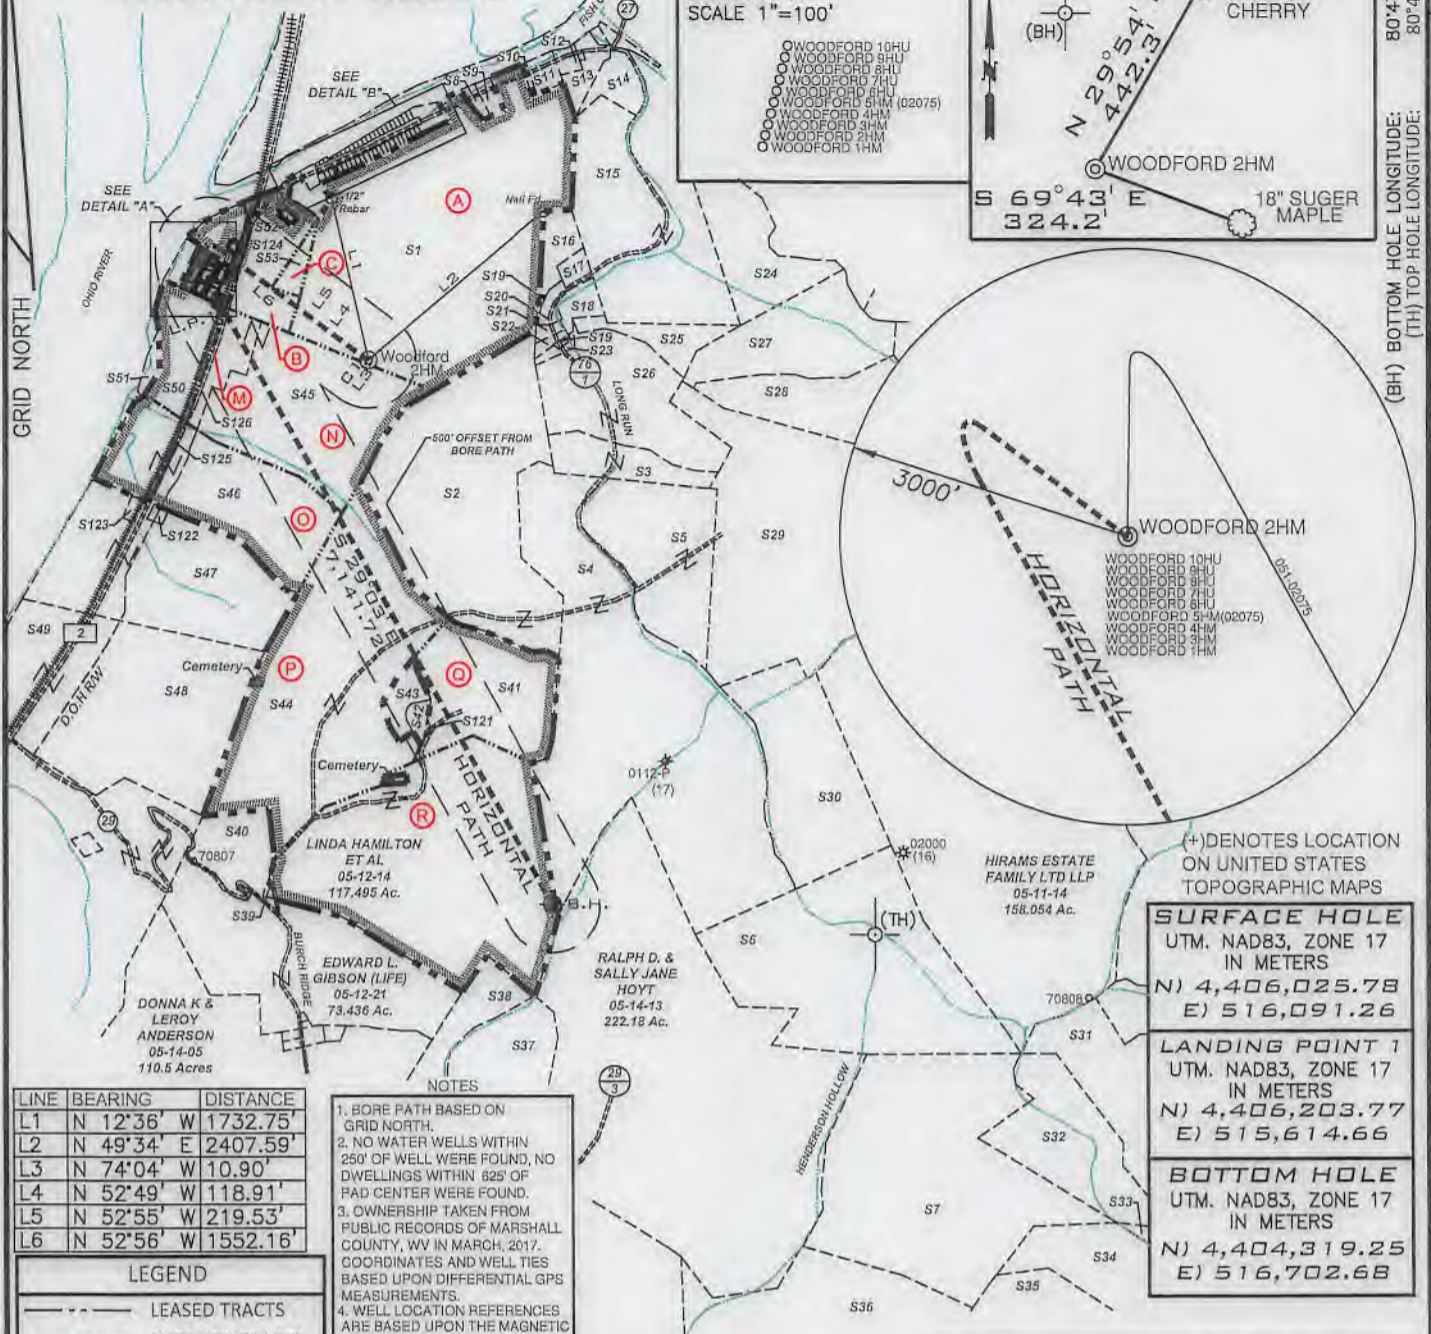 SCALE 1"=100'
WOODFORD 10HU
WOODFORD 9HU
WOODFORD 8HU
WOODFORD 7HU
WOODFORD 6HU
WOODFORD 5HM (02075)
WOODFORD 4HM
WOODFORD 3HM
WOODFORD 2HM
WOODFORD 1HM
(BH)
N
N 29°54'
442.3'
CHERRY
WOODFORD 2HM
S 69°43' E
324.2'
18" SUGER
MAPLE
(BH) BOTTOM HOLE LONGITUDE:
(TH) TOP HOLE LONGITUDE:
GRID NORTH
OHIO RIVER
SEE
DETAIL "A"
SEE
DETAIL "B"
27
S8
S9
S10
S11
S12
S13
S14
S15
1/2"
Rebar
Nail Fd.
A
S1
S16
S17
S18
S19
S20
S21
S22
S19
S23
S24
S25
S26
S27
S28
S52
S124
S53
C
L1
L2
L5
L4
L6
L3
L.P.
B
Woodford
2HM
76
1
LONG RUN
S51
S50
M
S45
S126
N
S125
S46
500' OFFSET FROM
BORE PATH
S2
S3
S4
S5
S29
O
S123
S122
S47
S29°03' E
7,141.72'
S49
2
D.O.H R/W
S48
Cemetery
P
S44
S43
S42
Q
S41
S121
Cemetery
R
HORIZONTAL
PATH
0112-P
(17)
S30
02000
(16)
29
S40
70807
S39
LINDA HAMILTON
ET AL
05-12-14
117.495 Ac.
B.H.
BURCH RIDGE
EDWARD L.
GIBSON (LIFE)
05-12-21
73.436 Ac.
S38
S37
RALPH D. &
SALLY JANE
HOYT
05-14-13
222.18 Ac.
DONNA K &
LEROY
ANDERSON
05-14-05
110.5 Acres
S6
(TH)
HIRAMS ESTATE
FAMILY LTD LLP
05-11-14
158.054 Ac.
70808
S31
29
3
HENDERSON HOLLOW
S32
S33
S34
S35
S36
S7
3000'
WOODFORD 2HM
WOODFORD 10HU
WOODFORD 9HU
WOODFORD 8HU
WOODFORD 7HU
WOODFORD 6HU
WOODFORD 5HM(02075)
WOODFORD 4HM
WOODFORD 3HM
WOODFORD 1HM
051-02075
HORIZONTAL
PATH
(+)DENOTES LOCATION
ON UNITED STATES
TOPOGRAPHIC MAPS
SURFACE HOLE
UTM. NAD83, ZONE 17
IN METERS
N) 4,406,025.78
E) 516,091.26
LANDING POINT 1
UTM. NAD83, ZONE 17
IN METERS
N) 4,406,203.77
E) 515,614.66
BOTTOM HOLE
UTM. NAD83, ZONE 17
IN METERS
N) 4,404,319.25
E) 516,702.68
LINE BEARING DISTANCE
L1 N 12°36' W 1732.75'
L2 N 49°34' E 2407.59'
L3 N 74°04' W 10.90'
L4 N 52°49' W 118.91'
L5 N 52°55' W 219.53'
L6 N 52°56' W 1552.16'
LEGEND
LEASED TRACTS
NOTES
1. BORE PATH BASED ON
GRID NORTH.
2. NO WATER WELLS WITHIN
250' OF WELL WERE FOUND, NO
DWELLINGS WITHIN 625' OF
PAD CENTER WERE FOUND.
3. OWNERSHIP TAKEN FROM
PUBLIC RECORDS OF MARSHALL
COUNTY, WV IN MARCH, 2017.
COORDINATES AND WELL TIES
BASED UPON DIFFERENTIAL GPS
MEASUREMENTS.
4. WELL LOCATION REFERENCES
ARE BASED UPON THE MAGNETIC